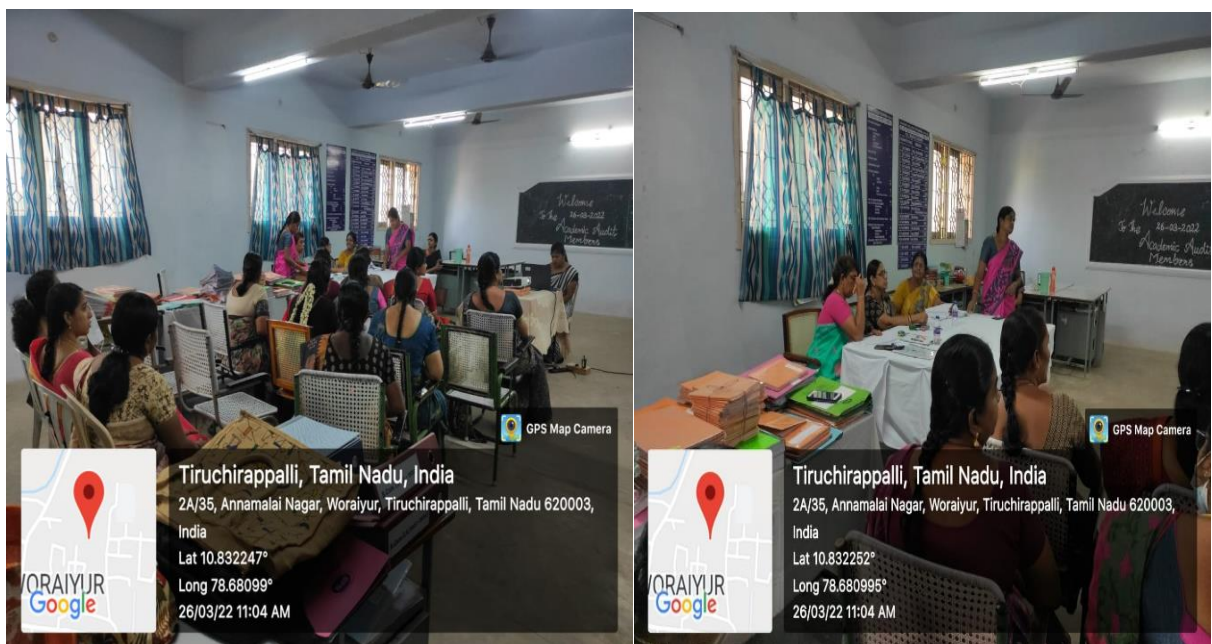 Welcome
26-03-2022
To the
Academic Audit
Members
GPS Map Camera
Tiruchirappalli, Tamil Nadu, India
2A/35, Annamalai Nagar, Woraiyur, Tiruchirappalli, Tamil Nadu 620003,
India
Lat 10.832247°
Long 78.68099°
26/03/22 11:04 AM
WORAIYUR
Google
Welcome
26-03-2022
To the
Academic Audit
Members
GPS Map Camera
Tiruchirappalli, Tamil Nadu, India
2A/35, Annamalai Nagar, Woraiyur, Tiruchirappalli, Tamil Nadu 620003,
India
Lat 10.832252°
Long 78.680995°
26/03/22 11:04 AM
WORAIYUR
Google